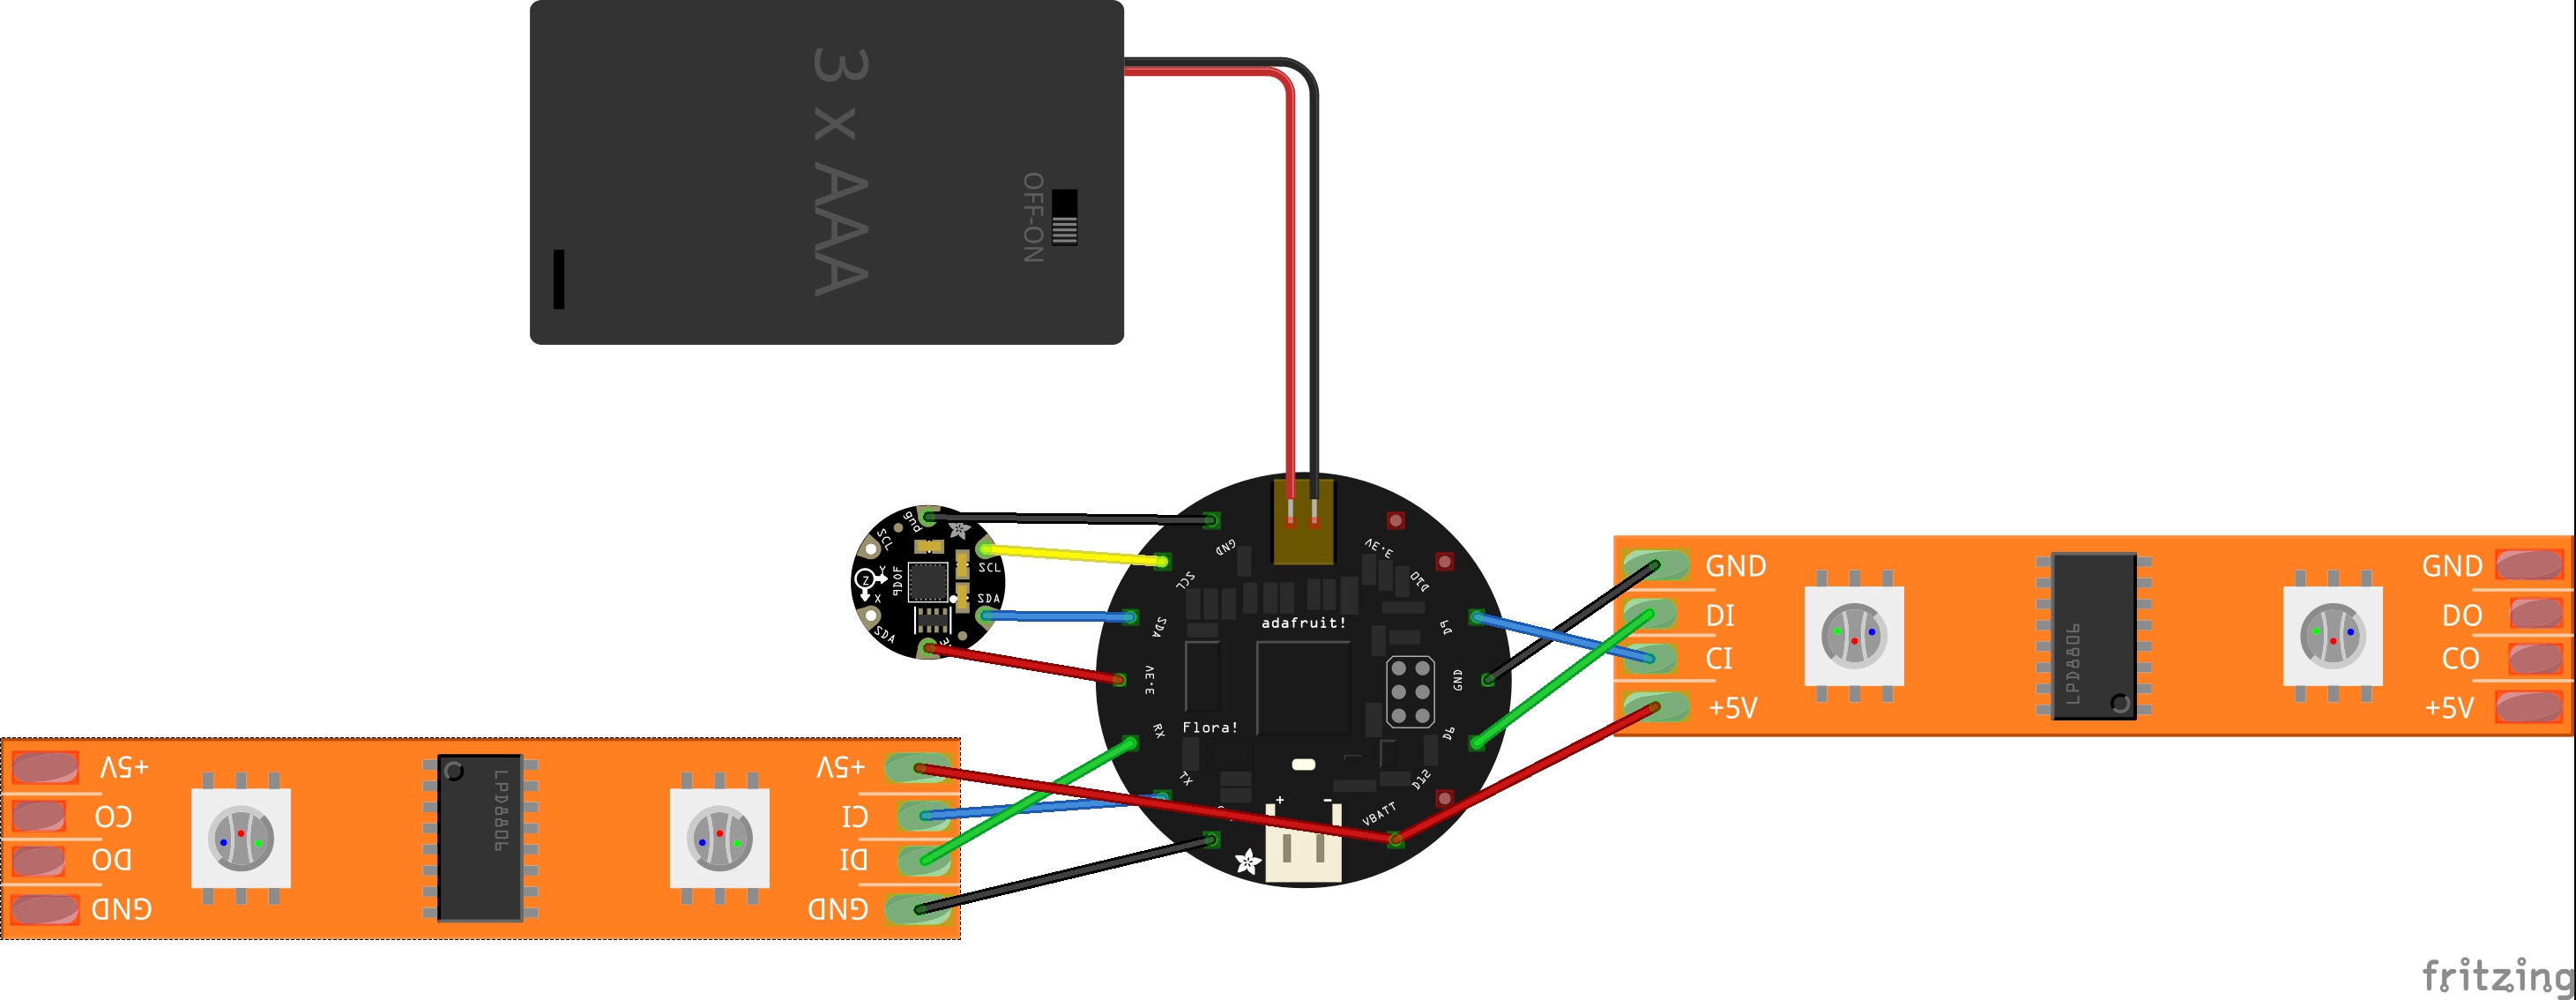 3 x AAA
OFF-ON
gnd
SCL
SCL
9DOF
Z
Y
X
SDA
SDA
GND
SCL
SDA
3.3V
RX
TX
3.3V
D10
D9
GND
D6
D12
VBATT
adafruit!
Flora!
+
-
GND
DI
CI
+5V
LPD8806
GND
DO
CO
+5V
+5V
CO
DO
GND
LPD8806
+5V
CI
DI
GND
fritzing